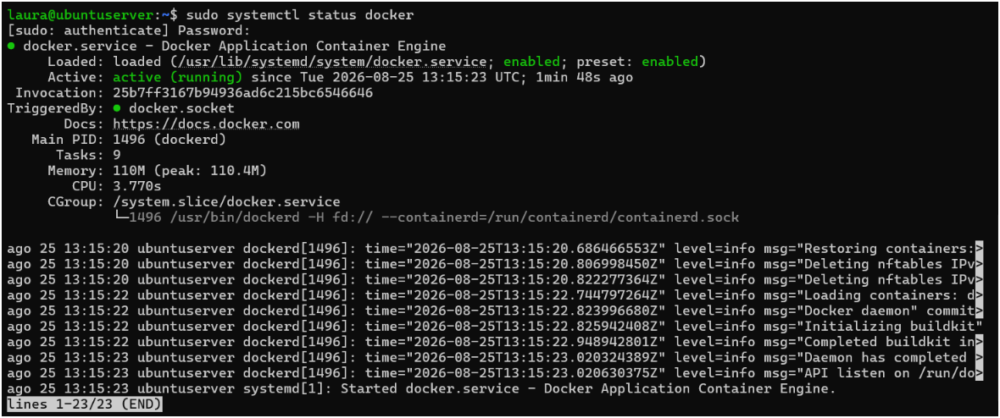 laura@ubuntuserver:~$ sudo systemctl status docker
[sudo: authenticate] Password:
● docker.service - Docker Application Container Engine
     Loaded: loaded (/usr/lib/systemd/system/docker.service; enabled; preset: enabled)
     Active: active (running) since Tue 2026-08-25 13:15:23 UTC; 1min 48s ago
 Invocation: 25b7ff3167b94936ad6c215bc6546646
TriggeredBy: ● docker.socket
       Docs: https://docs.docker.com
   Main PID: 1496 (dockerd)
      Tasks: 9
     Memory: 110M (peak: 110.4M)
        CPU: 3.770s
     CGroup: /system.slice/docker.service
             └─1496 /usr/bin/dockerd -H fd:// --containerd=/run/containerd/containerd.sock
ago 25 13:15:20 ubuntuserver dockerd[1496]: time="2026-08-25T13:15:20.686466553Z" level=info msg="Restoring containers:>
ago 25 13:15:20 ubuntuserver dockerd[1496]: time="2026-08-25T13:15:20.806998450Z" level=info msg="Deleting nftables IPv>
ago 25 13:15:20 ubuntuserver dockerd[1496]: time="2026-08-25T13:15:20.822277364Z" level=info msg="Deleting nftables IPv>
ago 25 13:15:22 ubuntuserver dockerd[1496]: time="2026-08-25T13:15:22.744797264Z" level=info msg="Loading containers: d>
ago 25 13:15:22 ubuntuserver dockerd[1496]: time="2026-08-25T13:15:22.823996680Z" level=info msg="Docker daemon" commit>
ago 25 13:15:22 ubuntuserver dockerd[1496]: time="2026-08-25T13:15:22.825942408Z" level=info msg="Initializing buildkit"
ago 25 13:15:22 ubuntuserver dockerd[1496]: time="2026-08-25T13:15:22.948942801Z" level=info msg="Completed buildkit in>
ago 25 13:15:23 ubuntuserver dockerd[1496]: time="2026-08-25T13:15:23.020324389Z" level=info msg="Daemon has completed >
ago 25 13:15:23 ubuntuserver dockerd[1496]: time="2026-08-25T13:15:23.020630375Z" level=info msg="API listen on /run/do>
ago 25 13:15:23 ubuntuserver systemd[1]: Started docker.service - Docker Application Container Engine.
lines 1-23/23 (END)